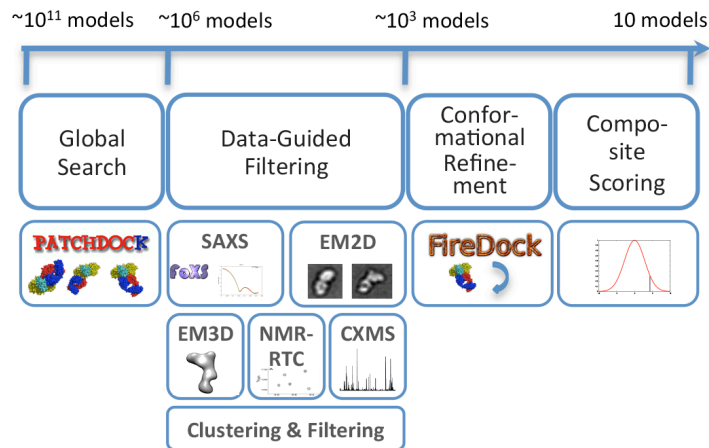 ~10¹¹ models
~10⁶ models
~10³ models
10 models
Global
Search
Data-Guided
Filtering
Confor-
mational
Refine-
ment
Compo-
site
Scoring
PATCHDOCK
SAXS
FoXS
EM2D
FireDock
EM3D
NMR-
RTC
CXMS
Clustering & Filtering